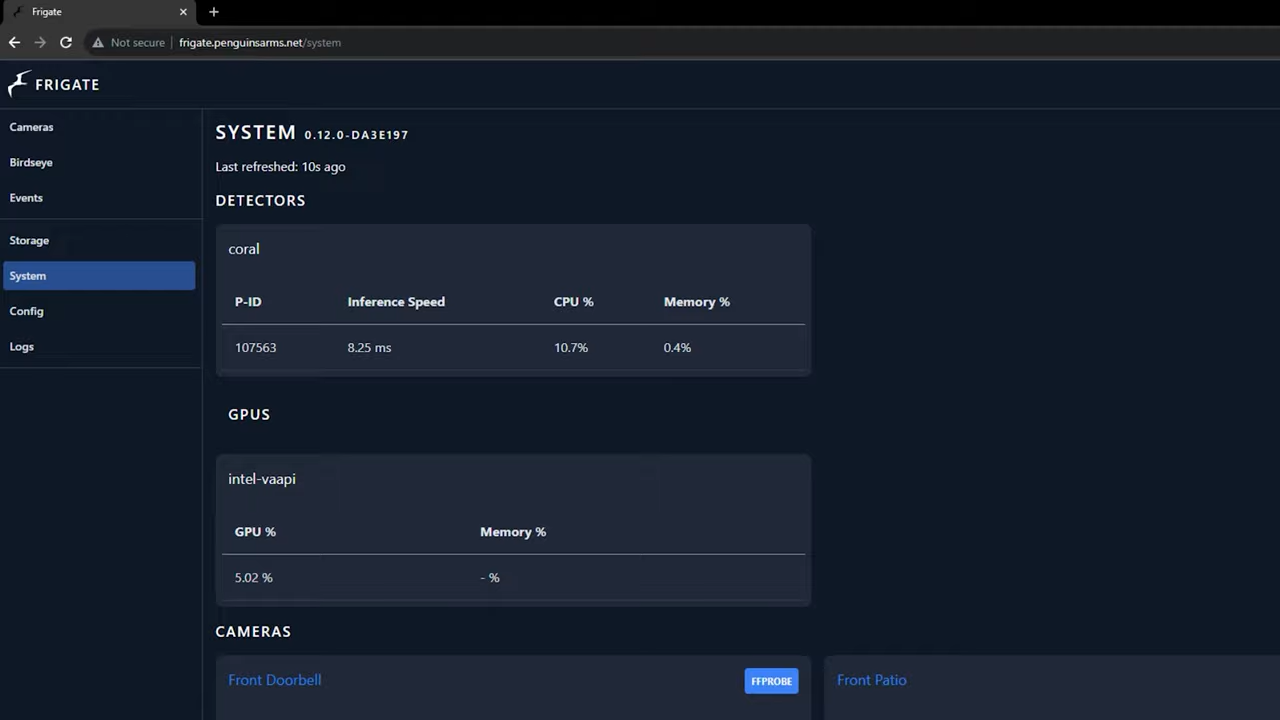 Frigate
Not secure frigate.penguinsarms.net/system
FRIGATE
Cameras
Birdseye
Events
Storage
System
Config
Logs
SYSTEM 0.12.0-DA3E197
Last refreshed: 10s ago
DETECTORS
coral
P-ID Inference Speed CPU % Memory %
107563 8.25 ms 10.7% 0.4%
GPUS
intel-vaapi
GPU % Memory %
5.02 % - %
CAMERAS
Front Doorbell FFPROBE Front Patio